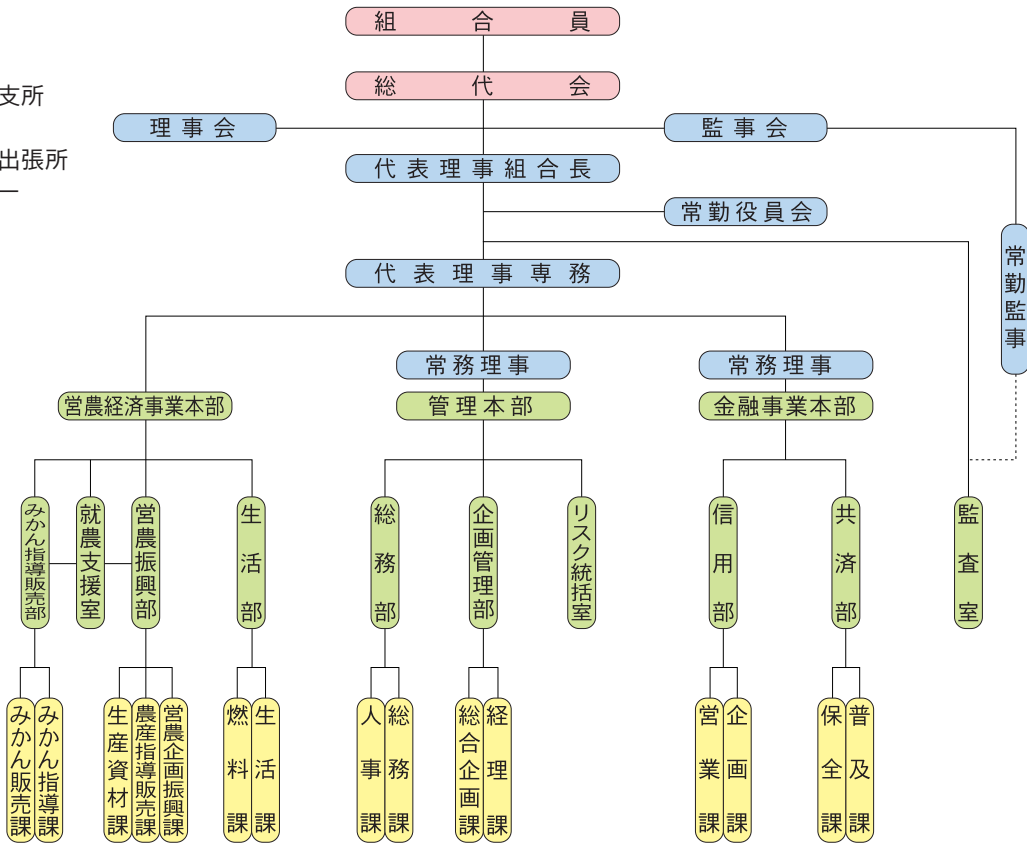 組合員
総代会
支所
理事会
監事会
出張所
ー
代表理事組合長
常勤役員会
常勤監事
代表理事専務
常務理事
常務理事
営農経済事業本部
管理本部
金融事業本部
みかん指導販売部
就農支援室
営農振興部
生活部
総務部
企画管理部
リスク統括室
信用部
共済部
監査室
みかん販売課
みかん指導課
生産資材課
農産指導販売課
営農企画振興課
燃料課
生活課
人事課
総務課
総合企画課
経理課
営業課
企画課
保全課
普及課